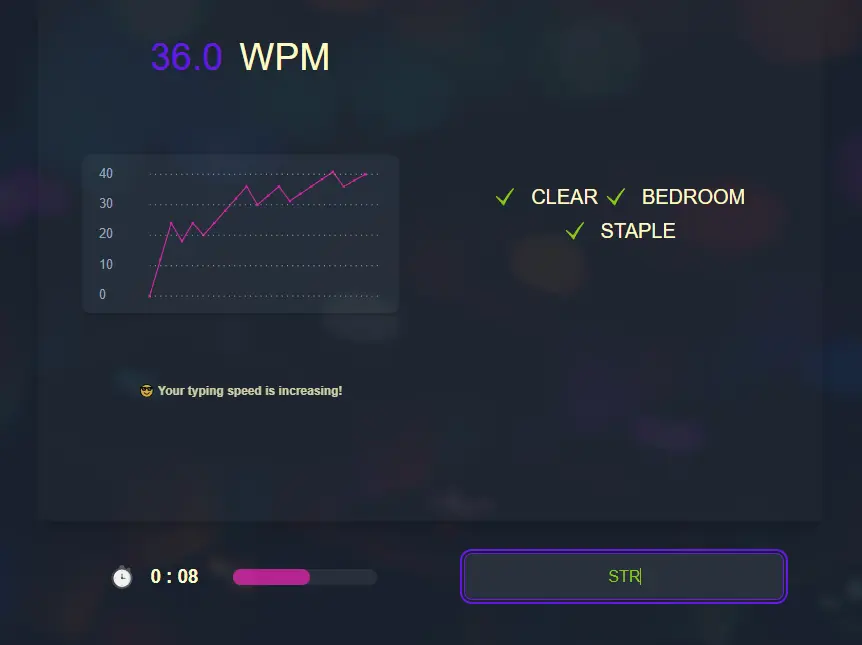 36.0 WPM
40
30
20
10
0
✓ CLEAR ✓ BEDROOM
✓ STAPLE
😎 Your typing speed is increasing!
0 : 08
STR